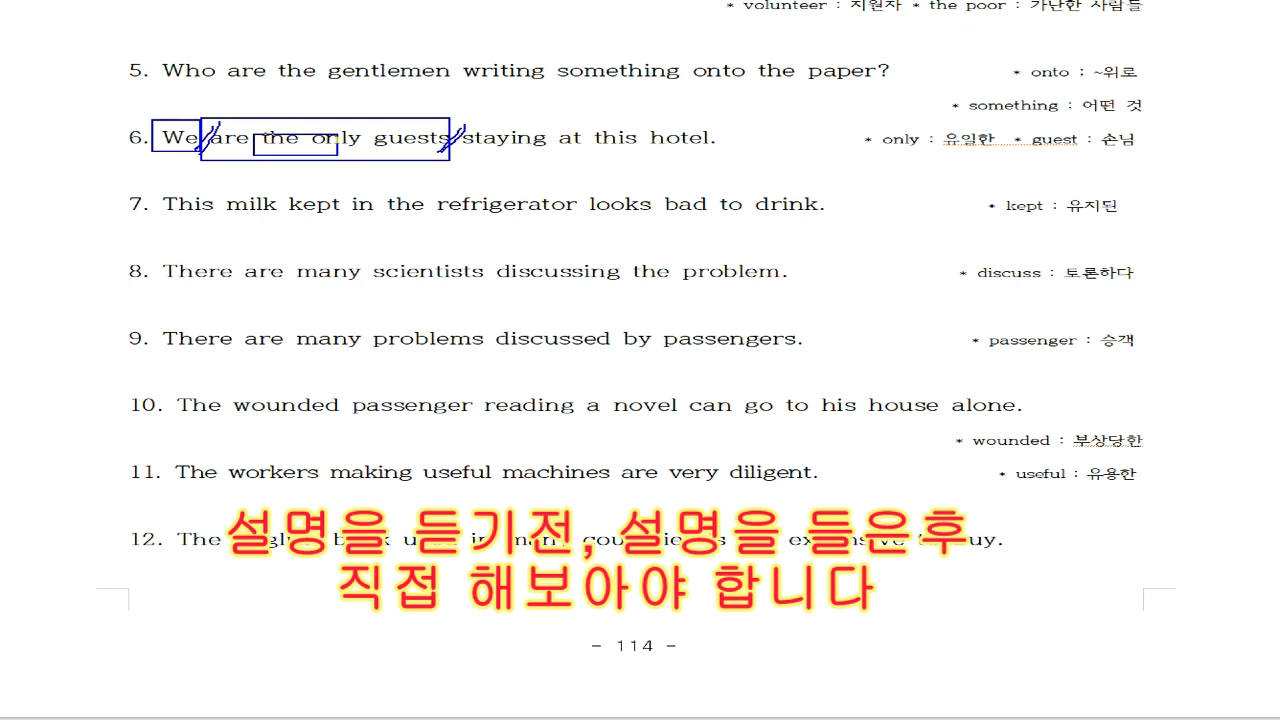 * volunteer : 지원자 * the poor : 가난한 사람들
5. Who are the gentlemen writing something onto the paper? * onto : ~위로
* something : 어떤 것
6. We are the only guests staying at this hotel. * only : 유일한 * guest : 손님
7. This milk kept in the refrigerator looks bad to drink. * kept : 유지된
8. There are many scientists discussing the problem. * discuss : 토론하다
9. There are many problems discussed by passengers. * passenger : 승객
10. The wounded passenger reading a novel can go to his house alone.
* wounded : 부상당한
11. The workers making useful machines are very diligent. * useful : 유용한
12. The
설명을 듣기전, 설명을 들은후
직접 해보아야 합니다
- 114 -